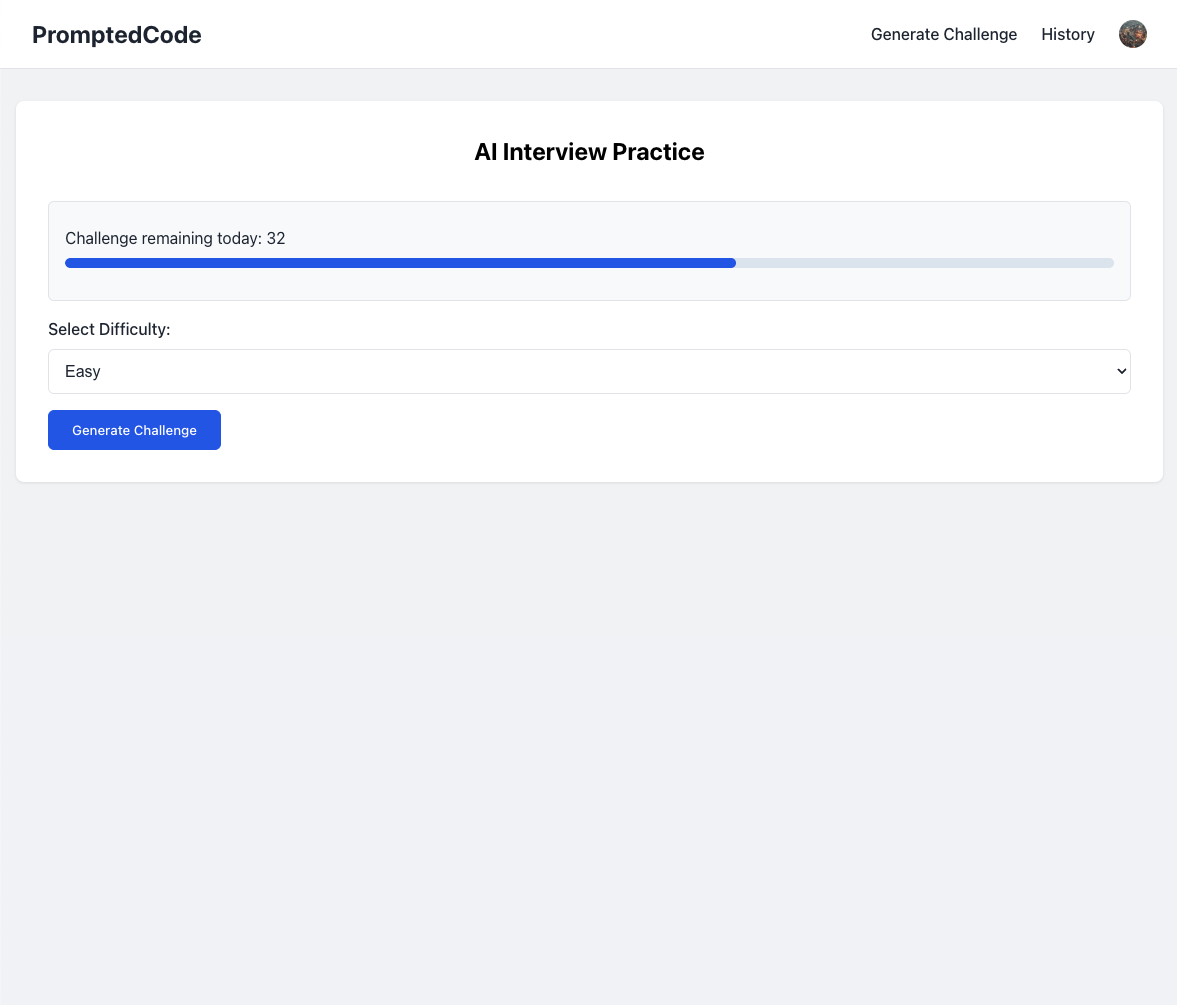 PromptedCode
Generate Challenge
History
AI Interview Practice
Challenge remaining today: 32
Select Difficulty:
Easy
Generate Challenge